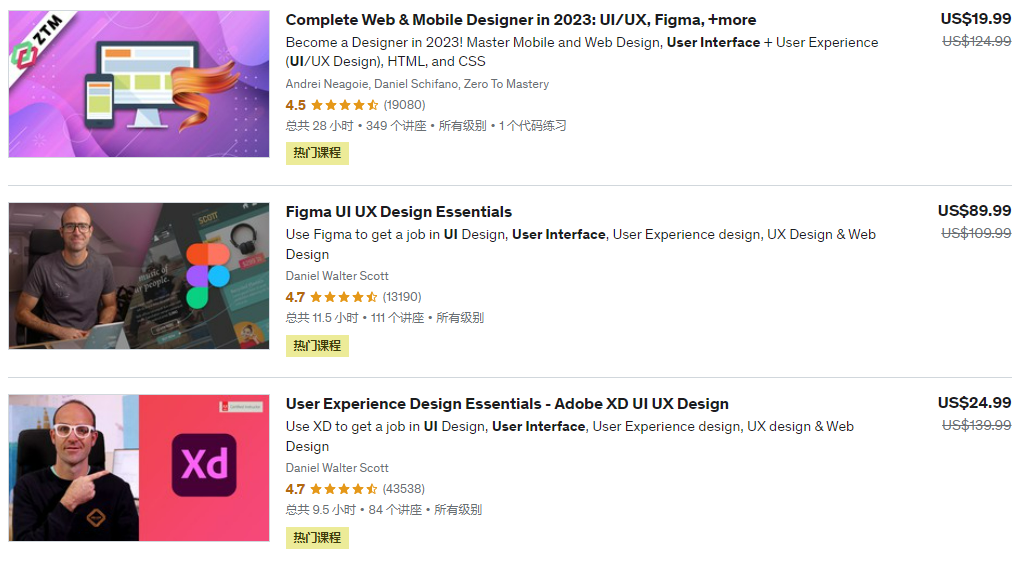 ZTM
Complete Web & Mobile Designer in 2023: UI/UX, Figma, +more
US$19.99
Become a Designer in 2023! Master Mobile and Web Design, User Interface + User Experience
US$124.99
(UI/UX Design), HTML, and CSS
Andrei Neagoie, Daniel Schifano, Zero To Mastery
4.5 (19080)
总共 28 小时 • 349 个讲座 • 所有级别 • 1 个代码练习
热门课程
Figma UI UX Design Essentials
US$89.99
Use Figma to get a job in UI Design, User Interface, User Experience design, UX Design & Web
US$109.99
Design
Daniel Walter Scott
4.7 (13190)
总共 11.5 小时 • 111 个讲座 • 所有级别
热门课程
SCOTT
music of
ur people.
User Experience Design Essentials - Adobe XD UI UX Design
US$24.99
Use XD to get a job in UI Design, User Interface, User Experience design, UX design & Web
US$139.99
Design
Daniel Walter Scott
4.7 (43538)
总共 9.5 小时 • 84 个讲座 • 所有级别
热门课程
Xd